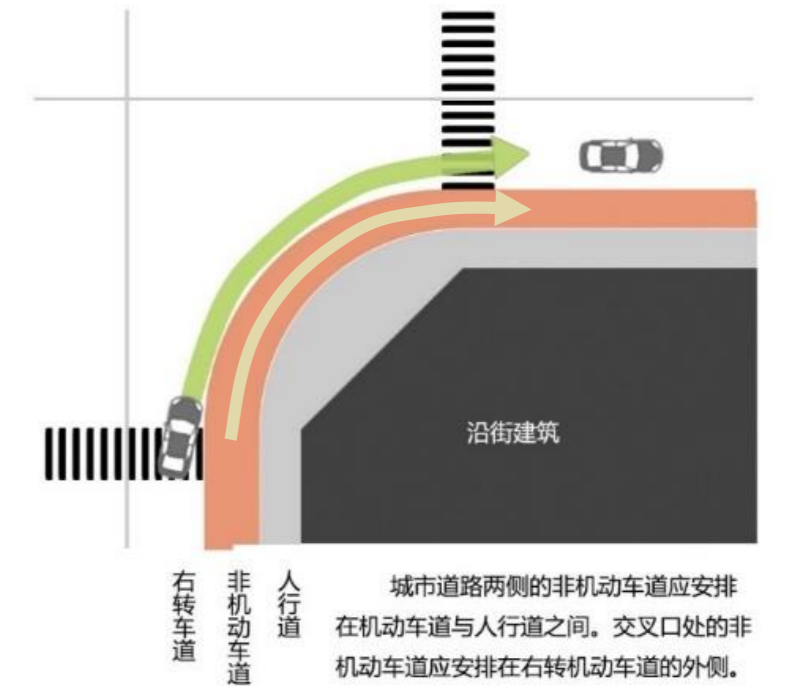 沿街建筑
右转车道
非机动车道
人行道
城市道路两侧的非机动车道应安排
在机动车道与人行道之间。交叉口处的非
机动车道应安排在右转机动车道的外侧。